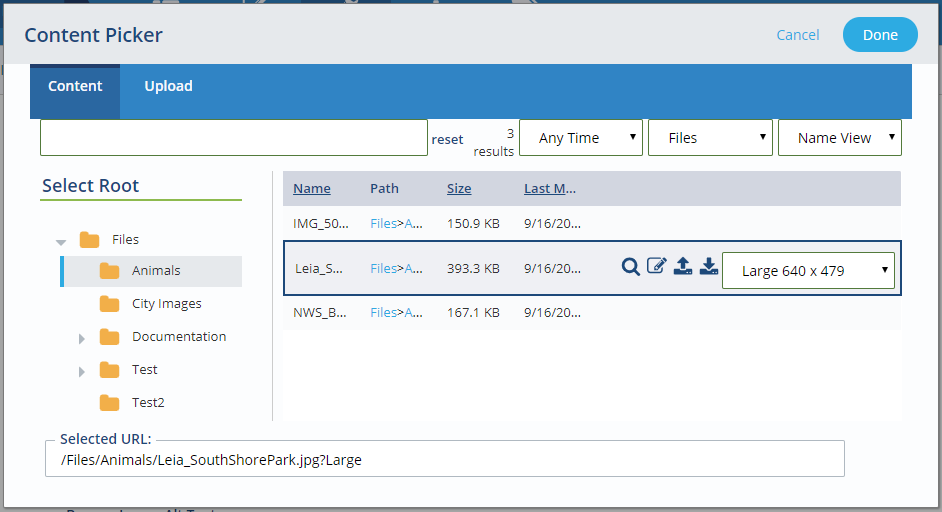 Content Picker
Cancel
Done
Content
Upload
reset
3
results
Any Time
Files
Name View
Select Root
Files
Animals
City Images
Documentation
Test
Test2
Name Path Size Last M...
IMG_50... Files>A... 150.9 KB 9/16/20...
Leia_S... Files>A... 393.3 KB 9/16/20... Large 640 x 479
NWS_B... Files>A... 167.1 KB 9/16/20...
Selected URL:
/Files/Animals/Leia_SouthShorePark.jpg?Large